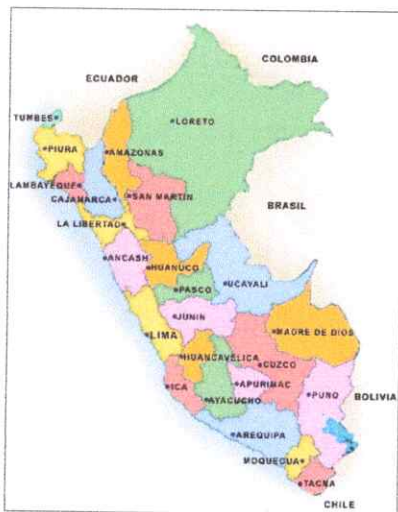 COLOMBIA
ECUADOR
TUMBES
LORETO
PIURA
AMAZONAS
LAMBAYEQUE
SAN MARTIN
CAJAMARCA
BRASIL
LA LIBERTAD
ANCASH
HUANUCO
UCAYALI
PASCO
JUNIN
LIMA
MADRE DE DIOS
HUANCAVELICA
CUZCO
ICA
APURIMAC
PUNO
AYACUCHO
BOLIVIA
AREQUIPA
MOQUEGUA
TACNA
CHILE